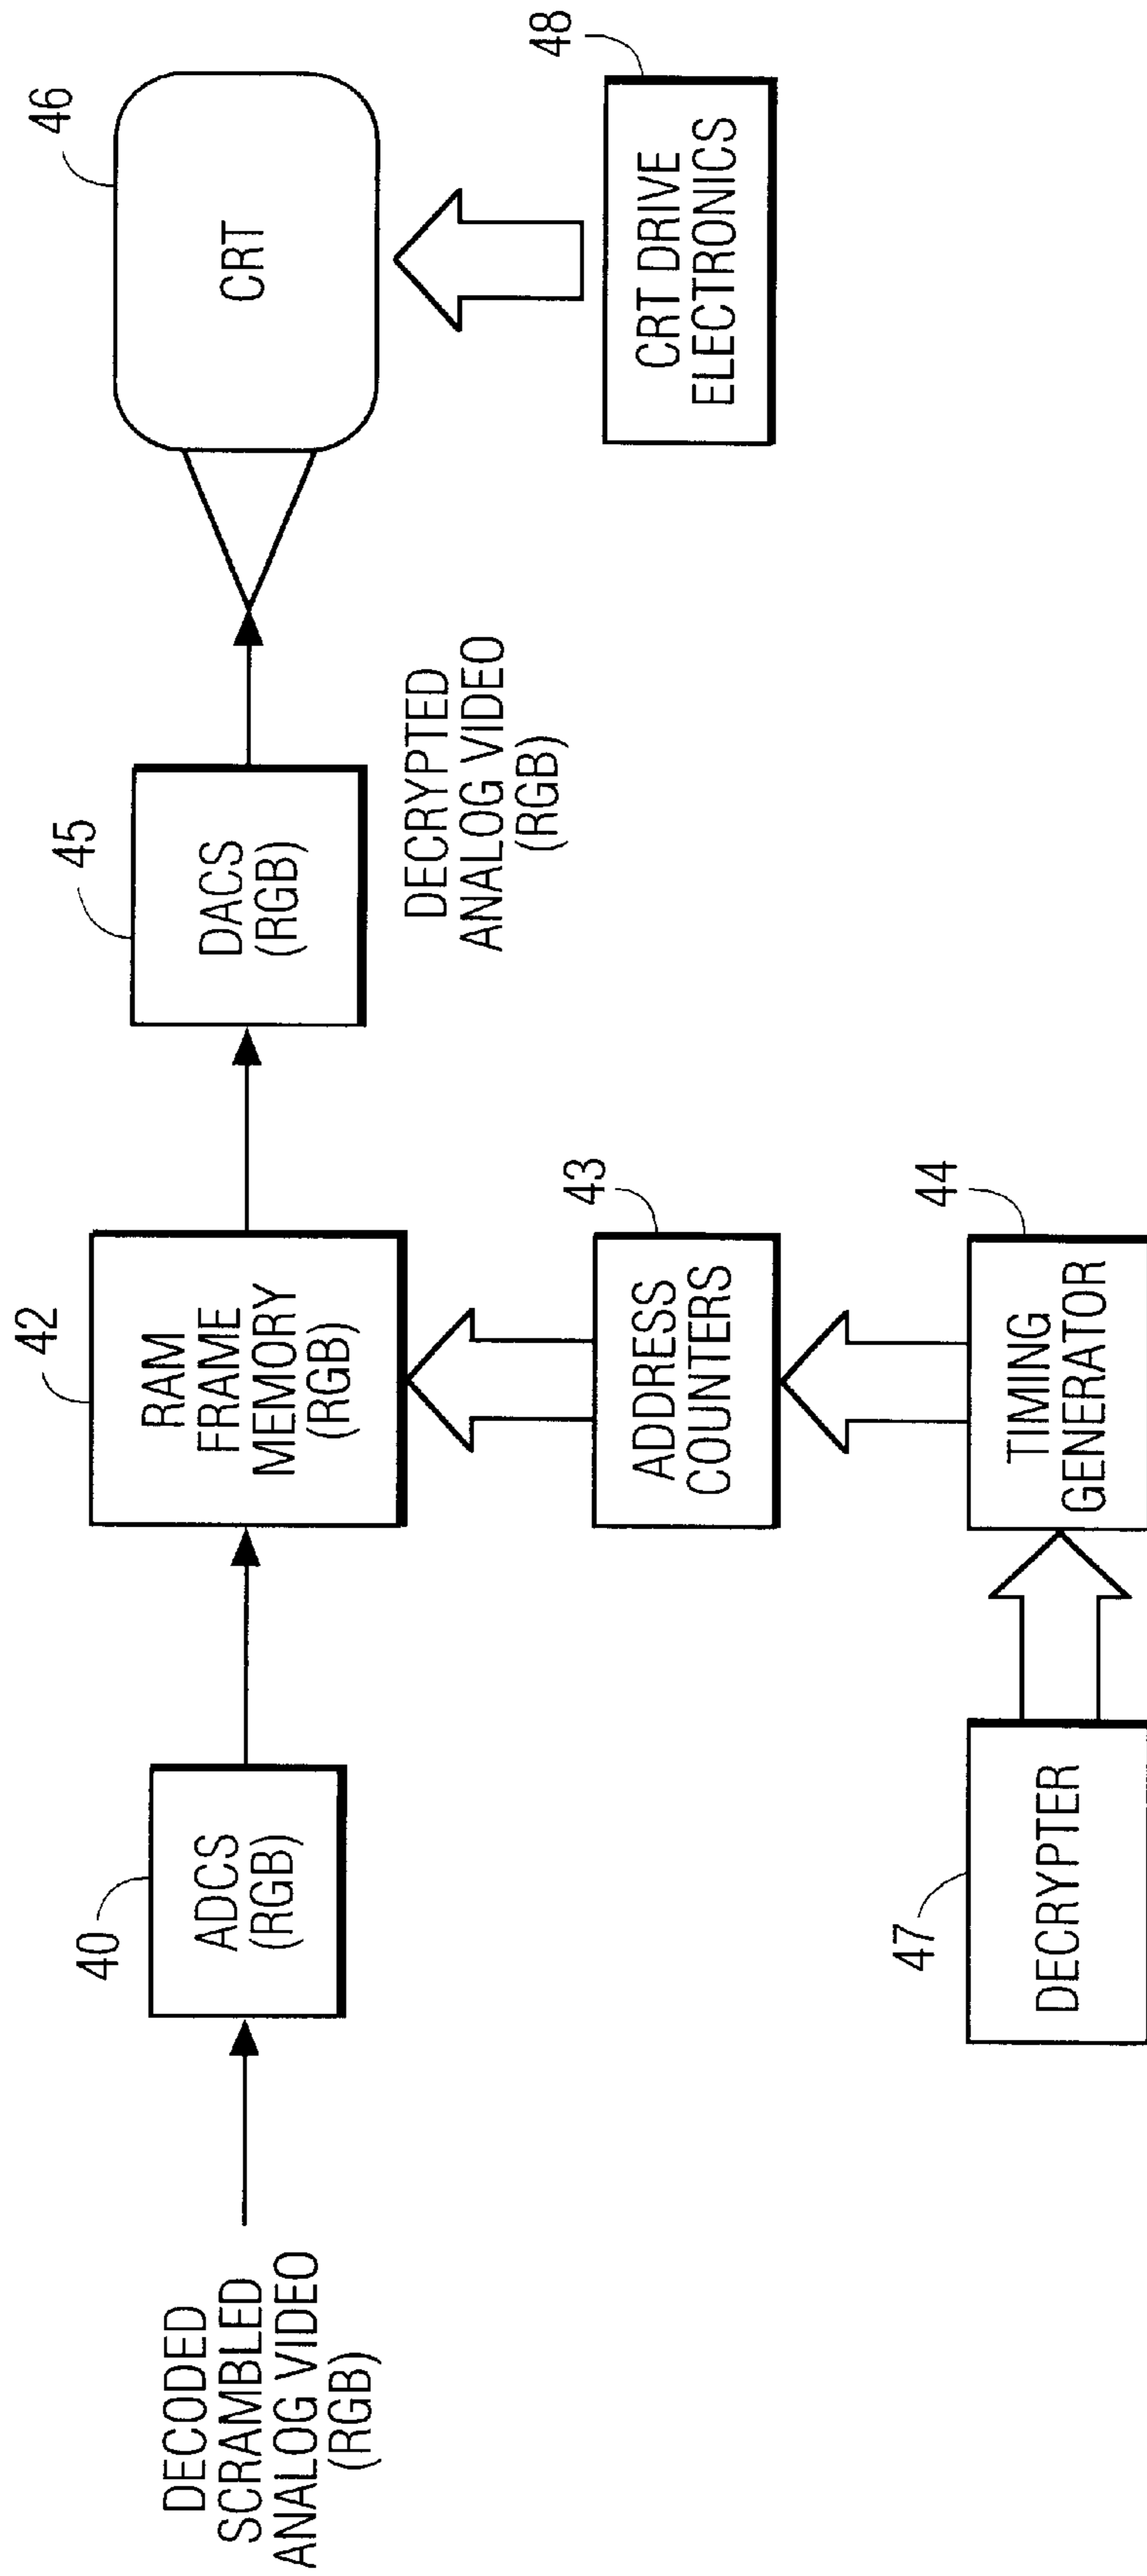 DECODED
SCRAMBLED
ANALOG VIDEO
(RGB)
40
ADCS
(RGB)
42
RAM
FRAME
MEMORY
(RGB)
45
DACS
(RGB)
DECRYPTED
ANALOG VIDEO
(RGB)
46
CRT
43
ADDRESS
COUNTERS
48
CRT DRIVE
ELECTRONICS
47
DECRYPTER
44
TIMING
GENERATOR